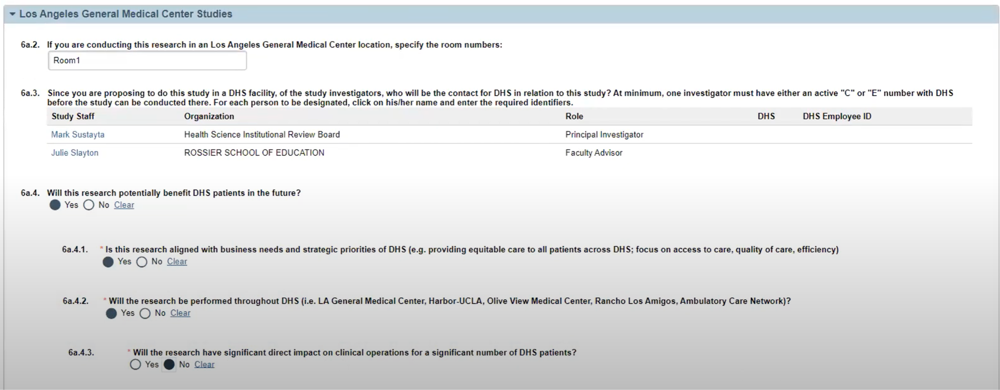 Los Angeles General Medical Center Studies
6a.2. If you are conducting this research in an Los Angeles General Medical Center location, specify the room numbers:
Room1
6a.3. Since you are proposing to do this study in a DHS facility, of the study investigators, who will be the contact for DHS in relation to this study? At minimum, one investigator must have either an active "C" or "E" number with DHS
before the study can be conducted there. For each person to be designated, click on his/her name and enter the required identifiers.
Study Staff Organization Role DHS DHS Employee ID
Mark Sustayta Health Science Institutional Review Board Principal Investigator
Julie Slayton ROSSIER SCHOOL OF EDUCATION Faculty Advisor
6a.4. Will this research potentially benefit DHS patients in the future?
Yes No Clear
6a.4.1. * Is this research aligned with business needs and strategic priorities of DHS (e.g. providing equitable care to all patients across DHS; focus on access to care, quality of care, efficiency)
Yes No Clear
6a.4.2. * Will the research be performed throughout DHS (i.e. LA General Medical Center, Harbor-UCLA, Olive View Medical Center, Rancho Los Amigos, Ambulatory Care Network)?
Yes No Clear
6a.4.3. * Will the research have significant direct impact on clinical operations for a significant number of DHS patients?
Yes No Clear